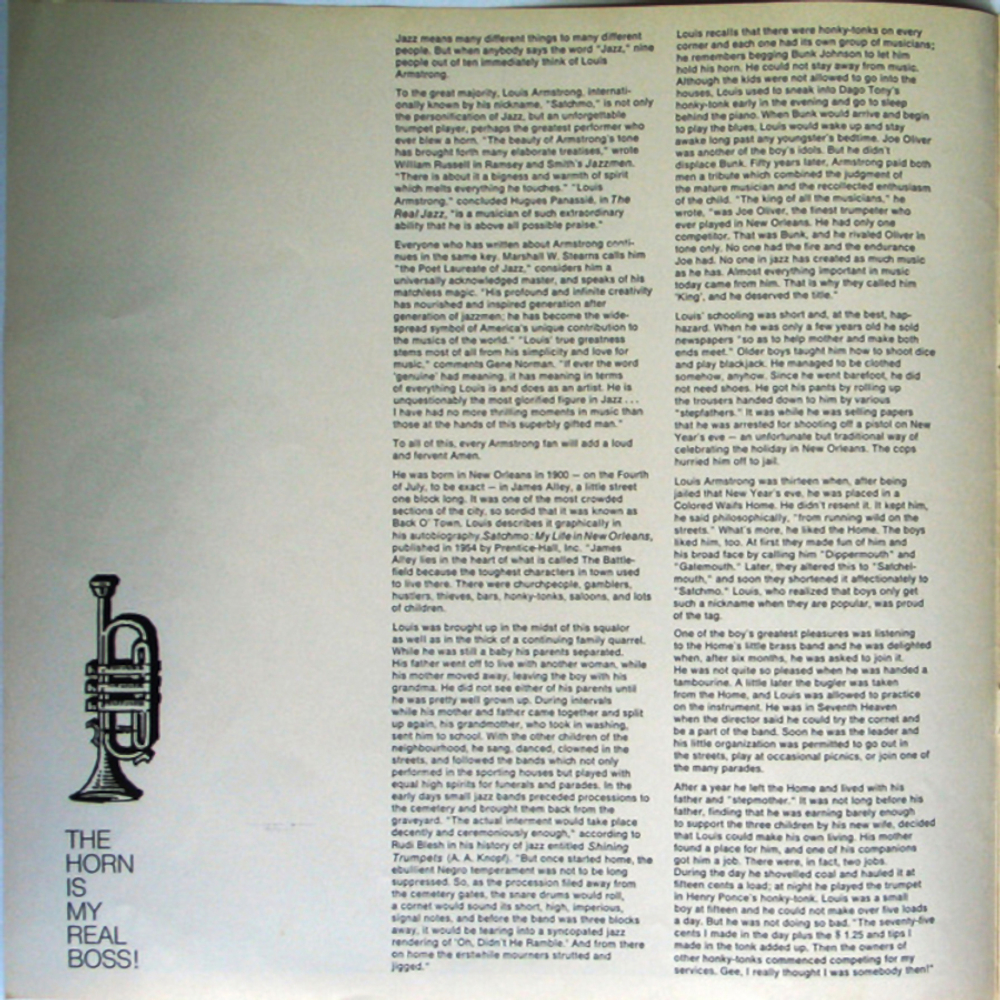 Jazz means many different things to many different
people. But when anybody says the word "Jazz," nine
people out of ten immediately think of Louis
Armstrong.
To the great majority, Louis Armstrong, internati-
onally known by his nickname, "Satchmo," is not only
the personification of Jazz, but an unforgettable
trumpet player, perhaps the greatest performer who
ever blew a horn. "The beauty of Armstrong's tone
has brought forth many elaborate treatises," wrote
William Russell in Ramsey and Smith's Jazzmen.
"There is about it a bigness and warmth of spirit
which melts everything he touches." "Louis
Armstrong," concluded Hugues Panassié, in The
Real Jazz, "is a musician of such extraordinary
ability that he is above all possible praise."
Everyone who has written about Armstrong conti-
nues in the same key. Marshall W. Stearns calls him
"the Poet Laureate of Jazz," considers him a
universally acknowledged master, and speaks of his
matchless magic. "His profound and infinite creativity
has nourished and inspired generation after
generation of jazzmen; he has become the wide-
spread symbol of America's unique contribution to
the musics of the world." "Louis' true greatness
stems most of all from his simplicity and love for
music," comments Gene Norman. "If ever the word
'genuine' had meaning, it has meaning in terms
of everything Louis is and does as an artist. He is
unquestionably the most glorified figure in Jazz . . .
I have had no more thrilling moments in music than
those at the hands of this superbly gifted man."
To all of this, every Armstrong fan will add a loud
and fervent Amen.
He was born in New Orleans in 1900 — on the Fourth
of July, to be exact — in James Alley, a little street
one block long. It was one of the most crowded
sections of the city, so sordid that it was known as
Back O' Town. Louis describes it graphically in
his autobiography Satchmo: My Life in New Orleans,
published in 1954 by Prentice-Hall, Inc. "James
Alley lies in the heart of what is called The Battle-
field because the toughest characters in town used
to live there. There were churchpeople, gamblers,
hustlers, thieves, bars, honky-tonks, saloons, and lots
of children.
Louis was brought up in the midst of this squalor
as well as in the thick of a continuing family quarrel.
While he was still a baby his parents separated.
His father went off to live with another woman, while
his mother moved away, leaving the boy with his
grandma. He did not see either of his parents until
he was pretty well grown up. During intervals
while his mother and father came together and split
up again, his grandmother, who took in washing,
sent him to school. With the other children of the
neighbourhood, he sang, danced, clowned in the
streets, and followed the bands which not only
performed in the sporting houses but played with
equal high spirits for funerals and parades. In the
early days small jazz bands preceded processions to
the cemetery and brought them back from the
graveyard. "The actual interment would take place
decently and ceremoniously enough," according to
Rudi Blesh in his history of jazz entitled Shining
Trumpets (A. A. Knopf). "But once started home, the
ebullient Negro temperament was not to be long
suppressed. So, as the procession filed away from
the cemetery gates, the snare drums would roll,
a cornet would sound its short, high, imperious,
signal notes, and before the band was three blocks
away, it would be tearing into a syncopated jazz
rendering of 'Oh, Didn't He Ramble.' And from there
on home the erstwhile mourners strutted and
jigged."
Louis recalls that there were honky-tonks on every
corner and each one had its own group of musicians;
he remembers begging Bunk Johnson to let him
hold his horn. He could not stay away from music.
Although the kids were not allowed to go into the
houses, Louis used to sneak into Dago Tony's
honky-tonk early in the evening and go to sleep
behind the piano. When Bunk would arrive and begin
to play the blues, Louis would wake up and stay
awake long past any youngster's bedtime. Joe Oliver
was another of the boy's idols. But he didn't
displace Bunk. Fifty years later, Armstrong paid both
men a tribute which combined the judgment of
the mature musician and the recollected enthusiasm
of the child. "The king of all the musicians," he
wrote, "was Joe Oliver, the finest trumpeter who
ever played in New Orleans. He had only one
competitor. That was Bunk, and he rivaled Oliver in
tone only. No one had the fire and the endurance
Joe had. No one in jazz has created as much music
as he has. Almost everything important in music
today came from him. That is why they called him
'King', and he deserved the title."
Louis' schooling was short and, at the best, hap-
hazard. When he was only a few years old he sold
newspapers "so as to help mother and make both
ends meet." Older boys taught him how to shoot dice
and play blackjack. He managed to be clothed
somehow, anyhow. Since he went barefoot, he did
not need shoes. He got his pants by rolling up
the trousers handed down to him by various
"stepfathers." It was while he was selling papers
that he was arrested for shooting off a pistol on New
Year's eve — an unfortunate but traditional way of
celebrating the holiday in New Orleans. The cops
hurried him off to jail.
Louis Armstrong was thirteen when, after being
jailed that New Year's eve, he was placed in a
Colored Waifs Home. He didn't resent it. It kept him,
he said philosophically, "from running wild on the
streets." What's more, he liked the Home. The boys
liked him, too. At first they made fun of him and
his broad face by calling him "Dippermouth" and
"Gatemouth." Later, they altered this to "Satchel-
mouth," and soon they shortened it affectionately to
"Satchmo." Louis, who realized that boys only get
such a nickname when they are popular, was proud
of the tag.
One of the boy's greatest pleasures was listening
to the Home's little brass band and he was delighted
when, after six months, he was asked to join it.
He was not quite so pleased when he was handed a
tambourine. A little later the bugler was taken
from the Home, and Louis was allowed to practice
on the instrument. He was in Seventh Heaven
when the director said he could try the cornet and
be a part of the band. Soon he was the leader and
his little organization was permitted to go out in
the streets, play at occasional picnics, or join one of
the many parades.
After a year he left the Home and lived with his
father and "stepmother." It was not long before his
father, finding that he was earning barely enough
to support the three children by his new wife, decided
that Louis could make his own living. His mother
found a place for him, and one of his companions
got him a job. There were, in fact, two jobs.
During the day he shovelled coal and hauled it at
fifteen cents a load; at night he played the trumpet
in Henry Ponce's honky-tonk. Louis was a small
boy at fifteen and he could not make over five loads
a day. But he was not doing so bad. "The seventy-five
cents I made in the day plus the $ 1.25 and tips I
made in the tonk added up. Then the owners of
other honky-tonks commenced competing for my
services. Gee, I really thought I was somebody then!"
THE
HORN
IS
MY
REAL
BOSS!